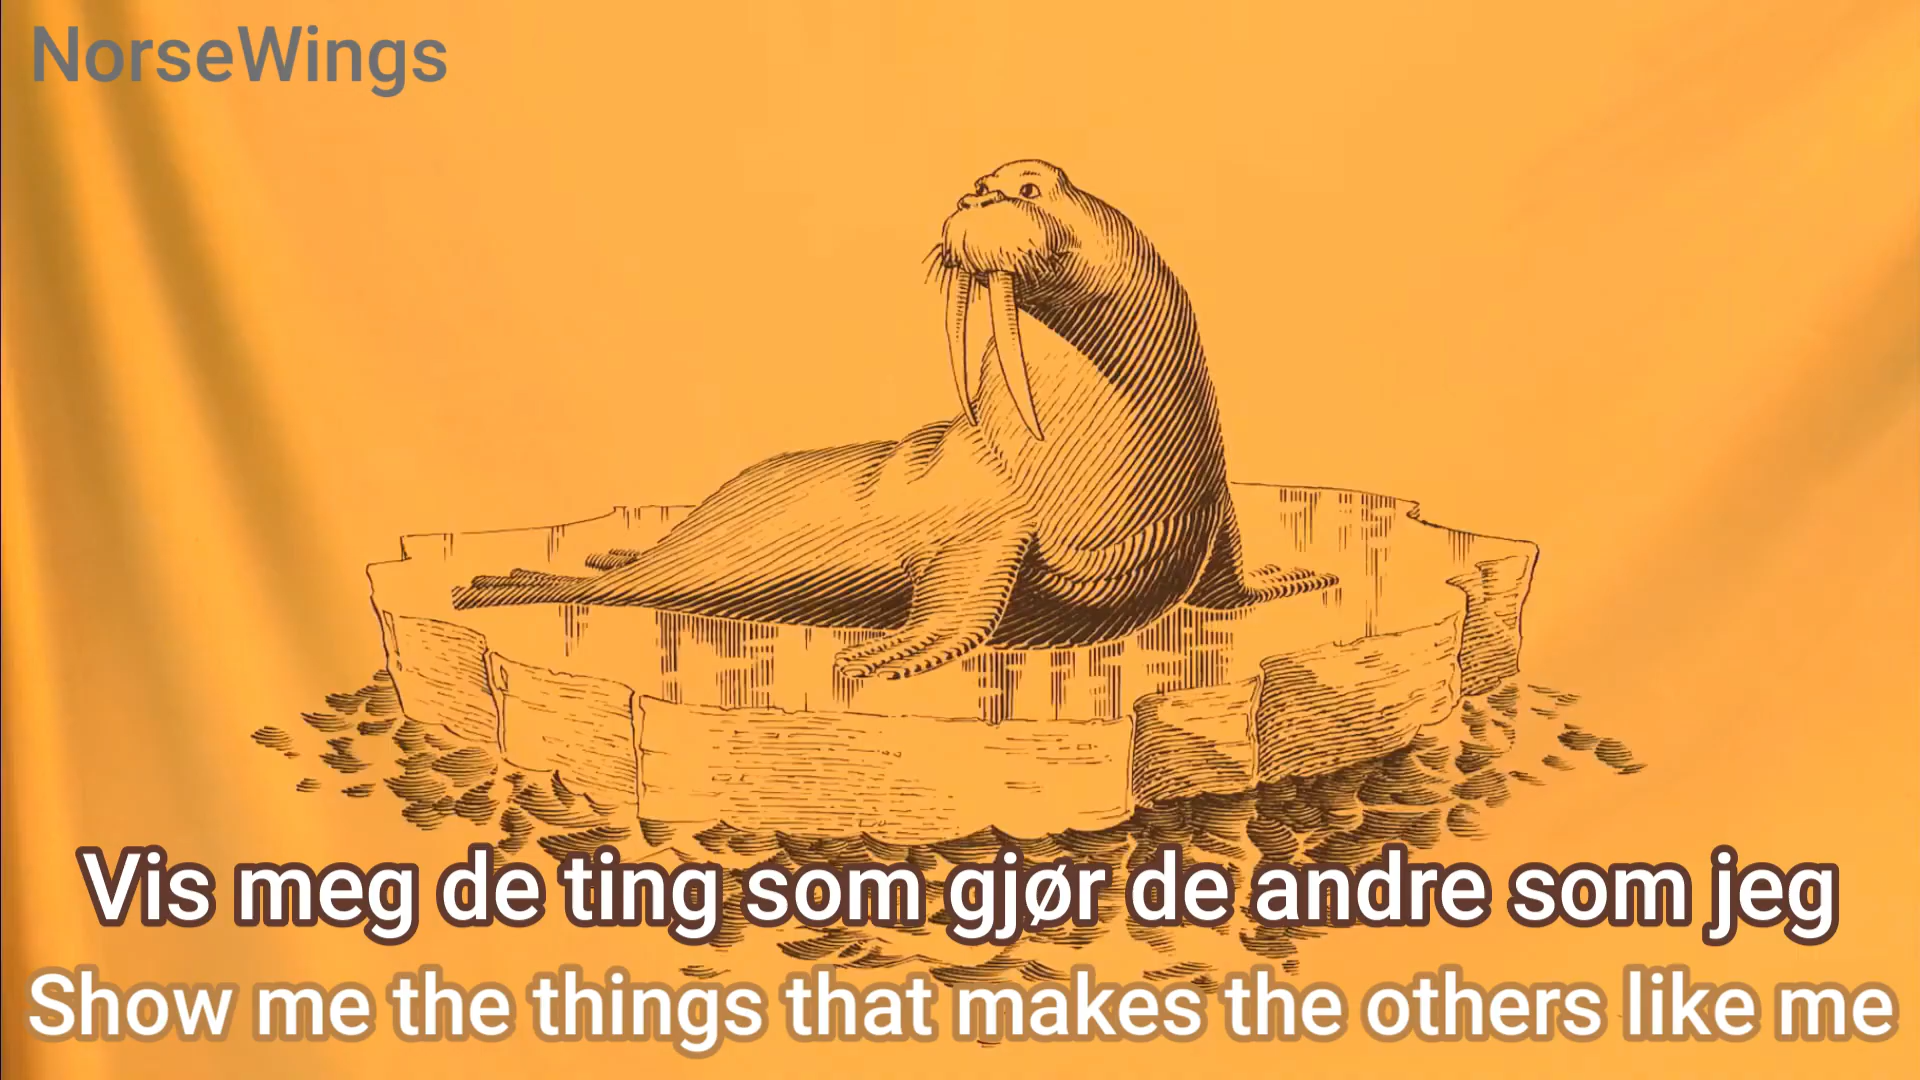 NorseWings
Vis meg de ting som gjør de andre som jeg
Show me the things that makes the others like me